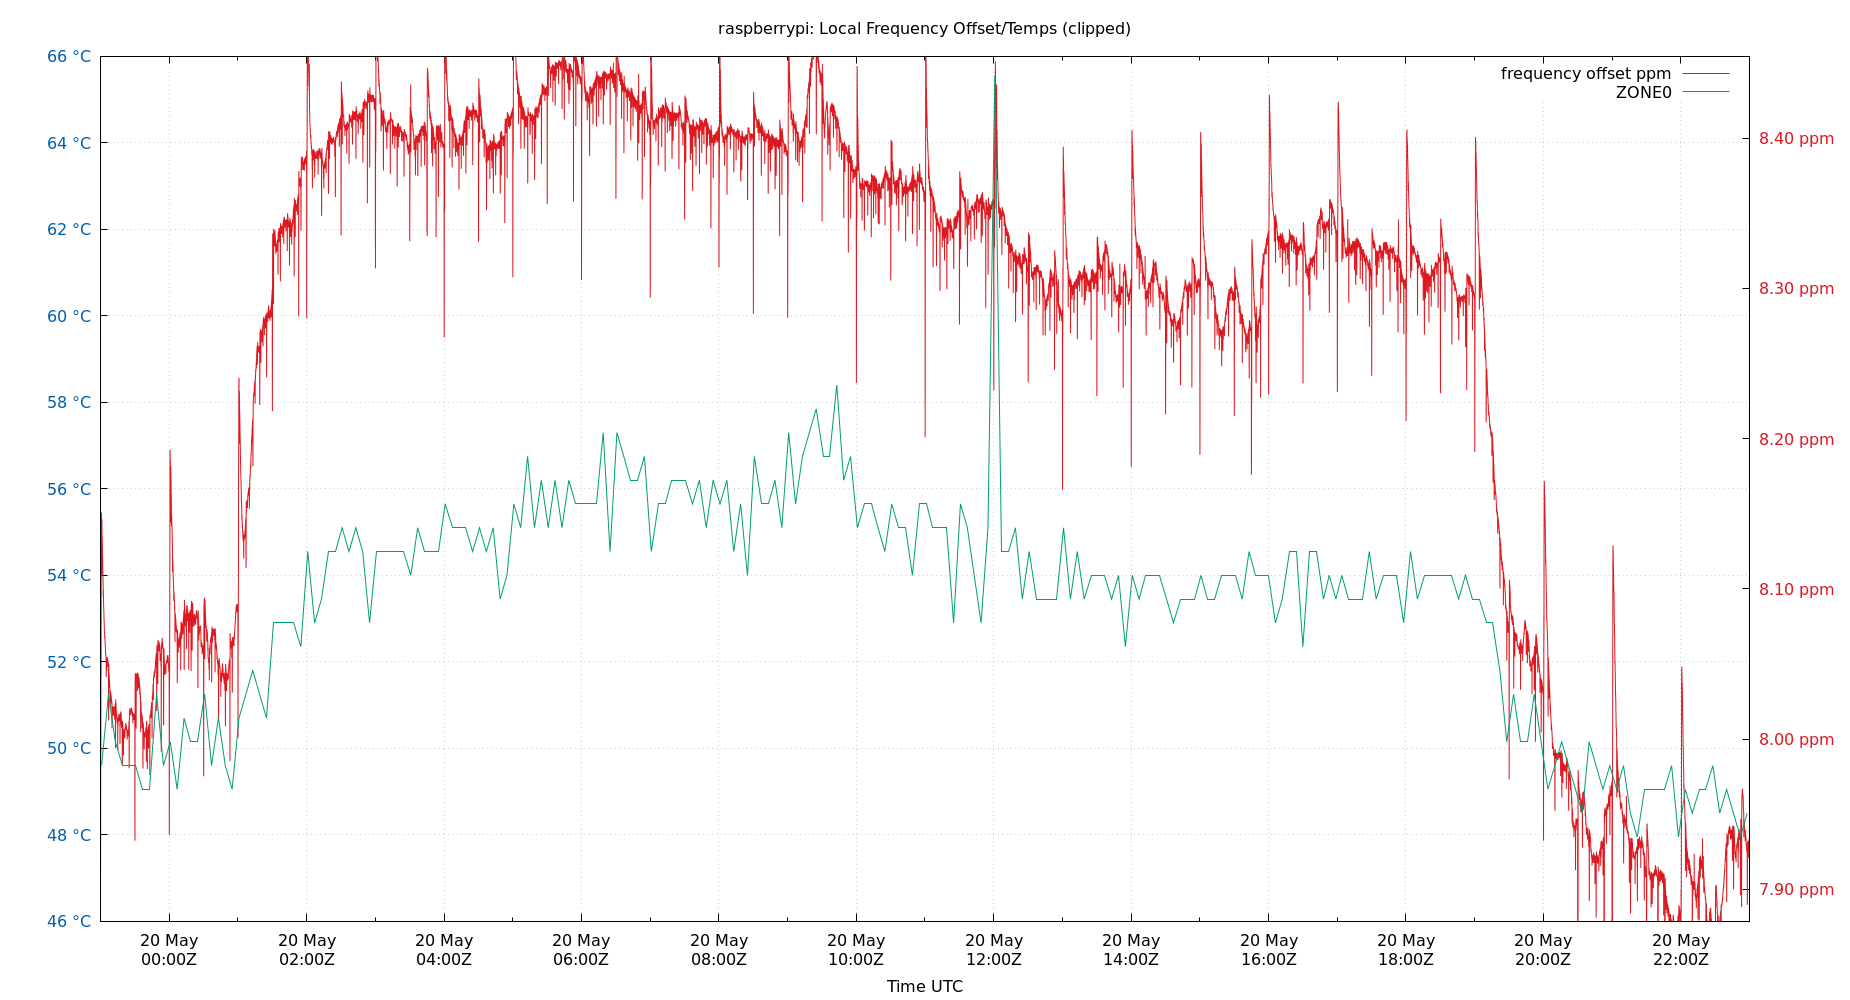 raspberrypi: Local Frequency Offset/Temps (clipped)
66 °C
64 °C
62 °C
60 °C
58 °C
56 °C
54 °C
52 °C
50 °C
48 °C
46 °C
frequency offset ppm
ZONE0
8.40 ppm
8.30 ppm
8.20 ppm
8.10 ppm
8.00 ppm
7.90 ppm
20 May 20 May 20 May 20 May 20 May 20 May 20 May 20 May 20 May 20 May 20 May 20 May
00:00Z 02:00Z 04:00Z 06:00Z 08:00Z 10:00Z 12:00Z 14:00Z 16:00Z 18:00Z 20:00Z 22:00Z
Time UTC